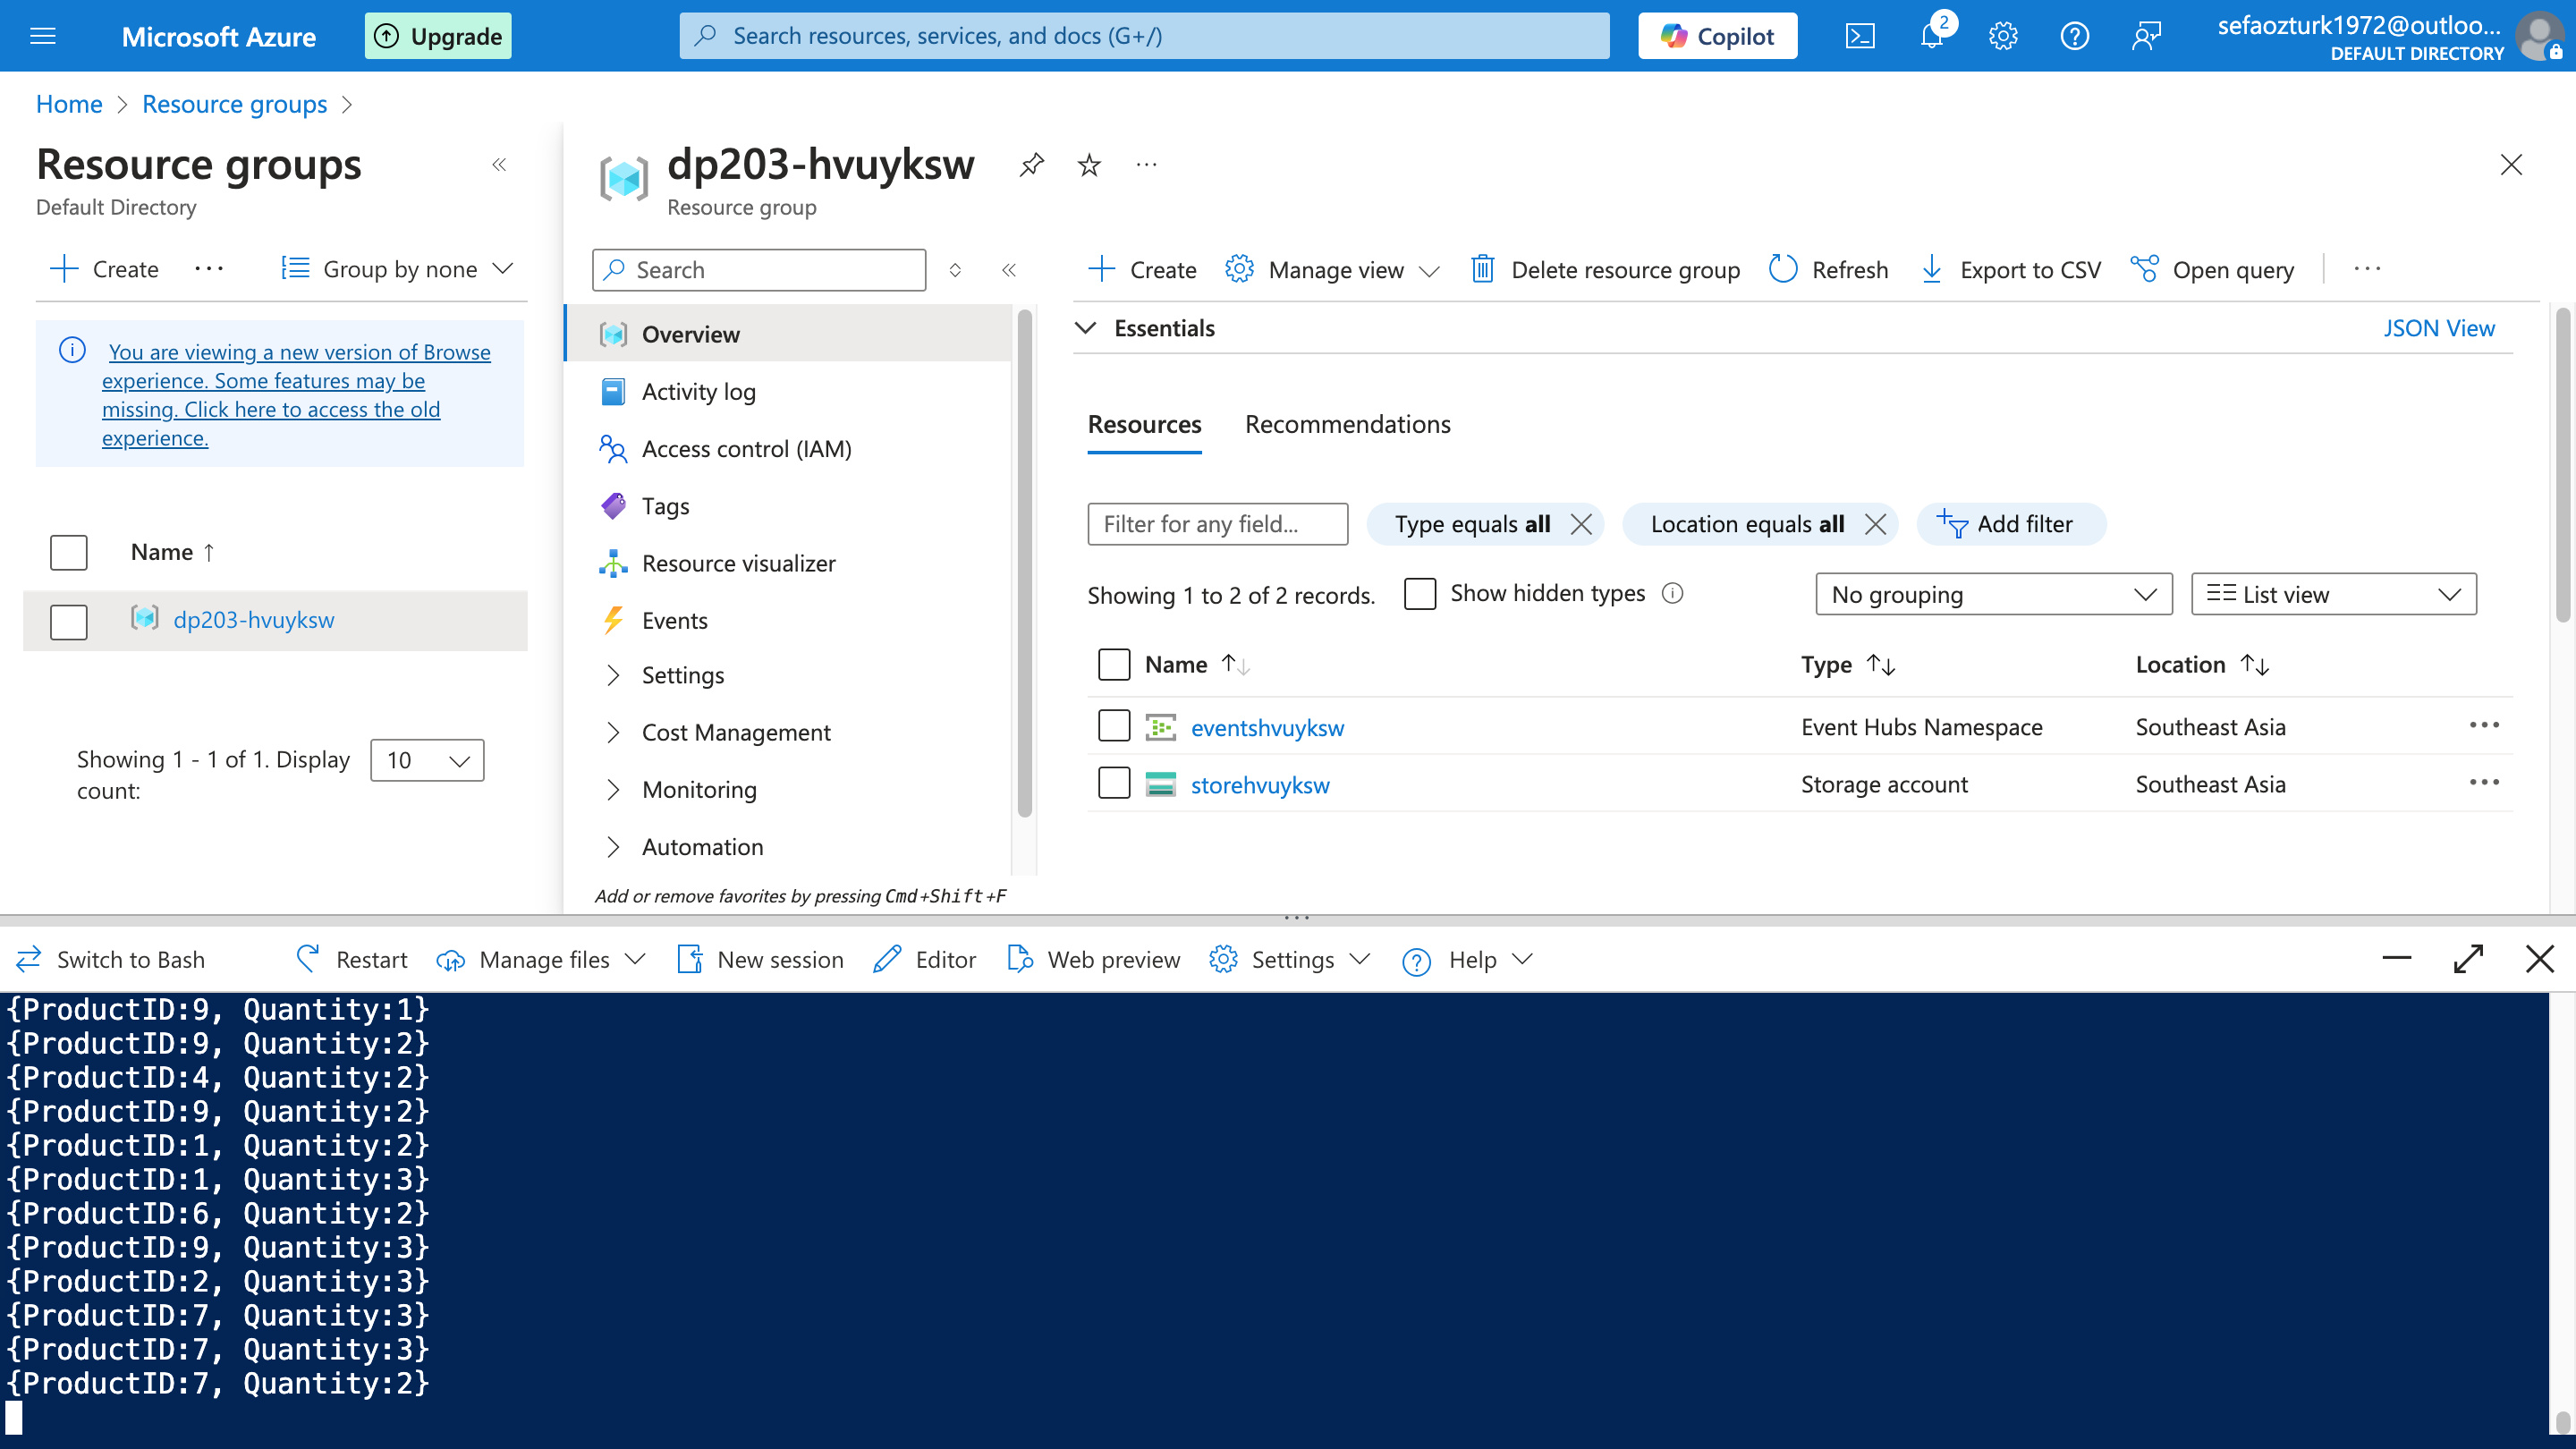 Microsoft Azure
Upgrade
Search resources, services, and docs (G+/)
Copilot
2
sefaozturk1972@outloo...
DEFAULT DIRECTORY
Home > Resource groups >
Resource groups
Default Directory
Create
Group by none
You are viewing a new version of Browse
experience. Some features may be
missing. Click here to access the old
experience.
Name ↑
dp203-hvuyksw
Showing 1 - 1 of 1. Display
count:
10
dp203-hvuyksw
Resource group
Search
Overview
Activity log
Access control (IAM)
Tags
Resource visualizer
Events
Settings
Cost Management
Monitoring
Automation
Add or remove favorites by pressing Cmd+Shift+F
Create
Manage view
Delete resource group
Refresh
Export to CSV
Open query
Essentials
JSON View
Resources
Recommendations
Filter for any field...
Type equals all
Location equals all
Add filter
Showing 1 to 2 of 2 records.
Show hidden types
No grouping
List view
Name ↑↓ Type ↑↓ Location ↑↓
eventshvuyksw Event Hubs Namespace Southeast Asia
storehvuyksw Storage account Southeast Asia
Switch to Bash
Restart
Manage files
New session
Editor
Web preview
Settings
Help
{ProductID:9, Quantity:1}
{ProductID:9, Quantity:2}
{ProductID:4, Quantity:2}
{ProductID:9, Quantity:2}
{ProductID:1, Quantity:2}
{ProductID:1, Quantity:3}
{ProductID:6, Quantity:2}
{ProductID:9, Quantity:3}
{ProductID:2, Quantity:3}
{ProductID:7, Quantity:3}
{ProductID:7, Quantity:3}
{ProductID:7, Quantity:2}